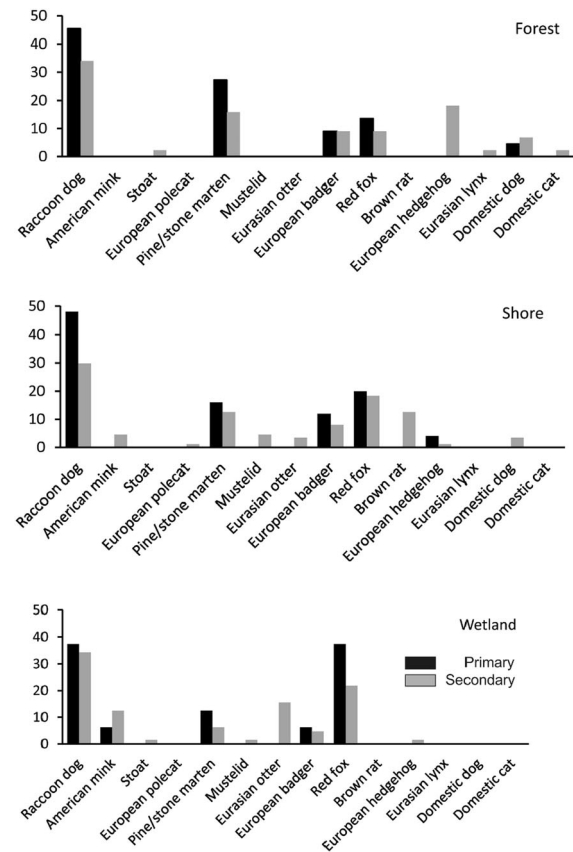 Forest
50
40
30
20
10
0
Raccoon dog
American mink
Stoat
European polecat
Pine/stone marten
Mustelid
Eurasian otter
European badger
Red fox
Brown rat
European hedgehog
Eurasian lynx
Domestic dog
Domestic cat
Shore
50
40
30
20
10
0
Raccoon dog
American mink
Stoat
European polecat
Pine/stone marten
Mustelid
Eurasian otter
European badger
Red fox
Brown rat
European hedgehog
Eurasian lynx
Domestic dog
Domestic cat
Wetland
Primary
Secondary
50
40
30
20
10
0
Raccoon dog
American mink
Stoat
European polecat
Pine/stone marten
Mustelid
Eurasian otter
European badger
Red fox
Brown rat
European hedgehog
Eurasian lynx
Domestic dog
Domestic cat